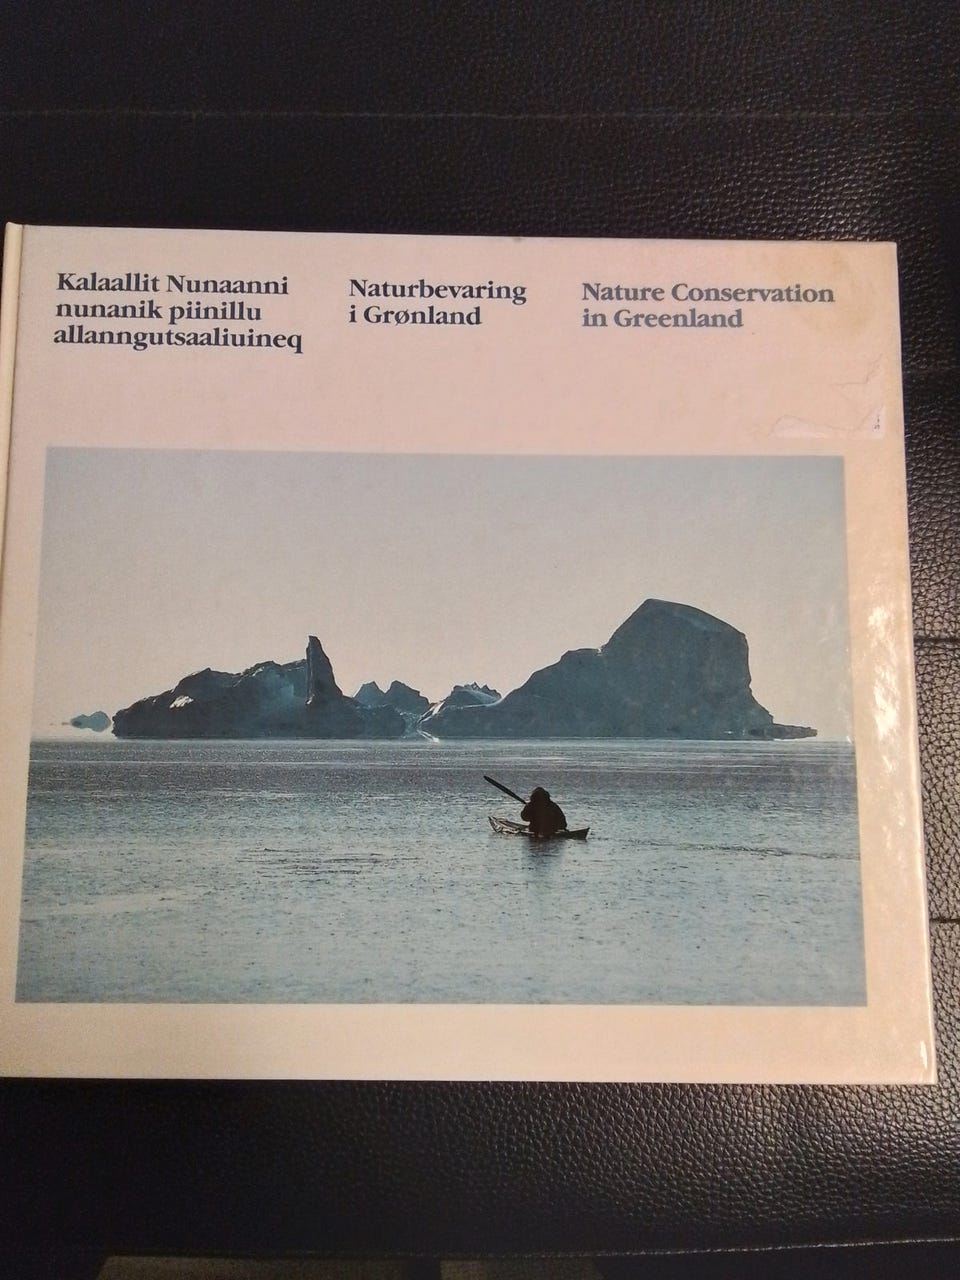 Kalaallit Nunaanni
nunanik piinillu
allanngutsaaliuineq
Naturbevaring
i Grønland
Nature Conservation
in Greenland